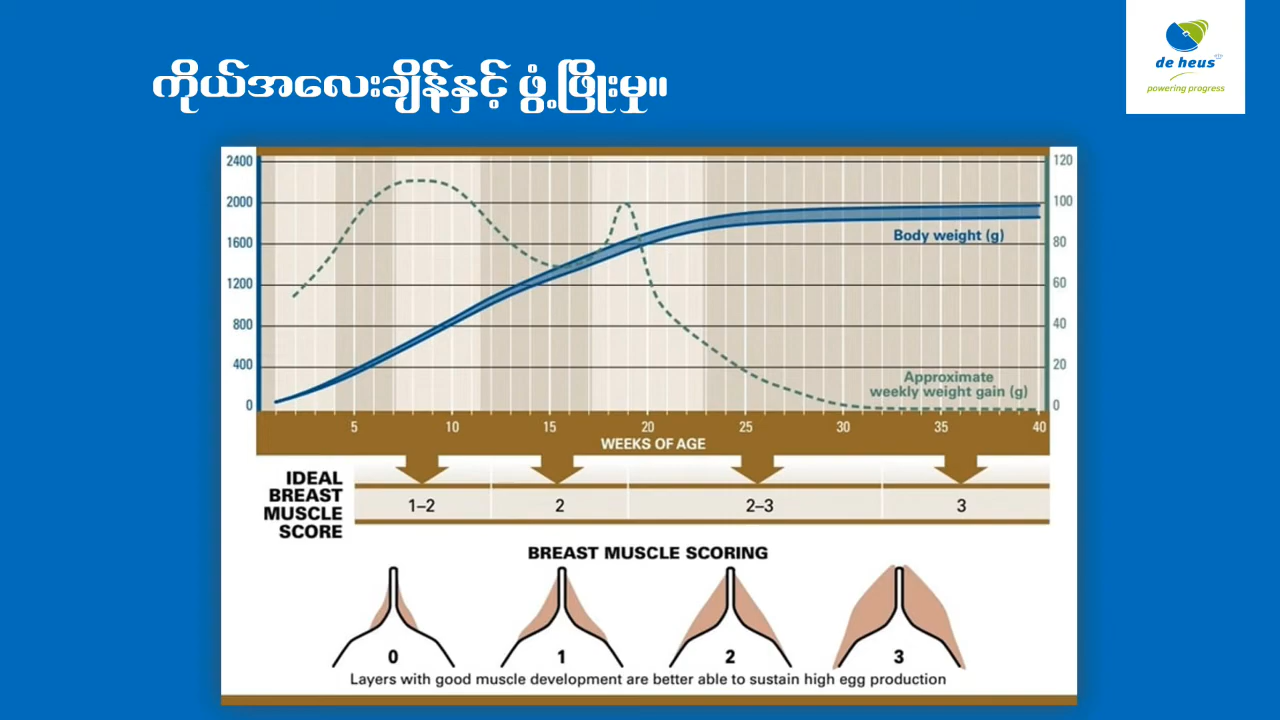 ကိုယ်အလေးချိန်နှင့် ဖွံ့ဖြိုးမှု။
de heus
powering progress
2400
2000
1600
1200
800
400
0
120
100
80
60
40
20
0
Body weight (g)
Approximate
weekly weight gain (g)
5 10 15 20 25 30 35 40
WEEKS OF AGE
IDEAL
BREAST
MUSCLE
SCORE
1–2 2 2–3 3
BREAST MUSCLE SCORING
0 1 2 3
Layers with good muscle development are better able to sustain high egg production